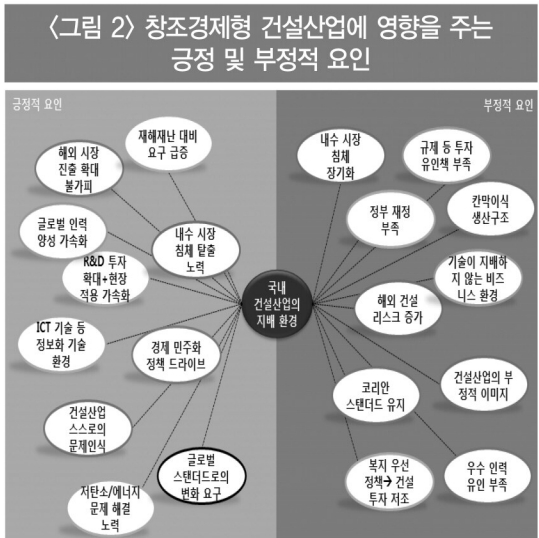 〈그림 2〉 창조경제형 건설산업에 영향을 주는
긍정 및 부정적 요인
긍정적 요인
재해재난 대비
요구 급증
해외 시장
진출 확대
불가피
글로벌 인력
양성 가속화
내수 시장
침체 탈출
노력
R&D 투자
확대+현장
적용 가속화
ICT 기술 등
정보화 기술
환경
경제 민주화
정책 드라이브
건설산업
스스로의
문제인식
글로벌
스탠더드로의
변화 요구
저탄소/에너지
문제 해결
노력
국내
건설산업의
지배 환경
부정적 요인
내수 시장
침체
장기화
규제 등 투자
유인책 부족
정부 재정
부족
칸막이식
생산구조
기술이 지배하
지 않는 비즈
니스 환경
해외 건설
리스크 증가
건설산업의 부
정적 이미지
코리안
스탠더드 유지
복지 우선
정책→ 건설
투자 저조
우수 인력
유인 부족